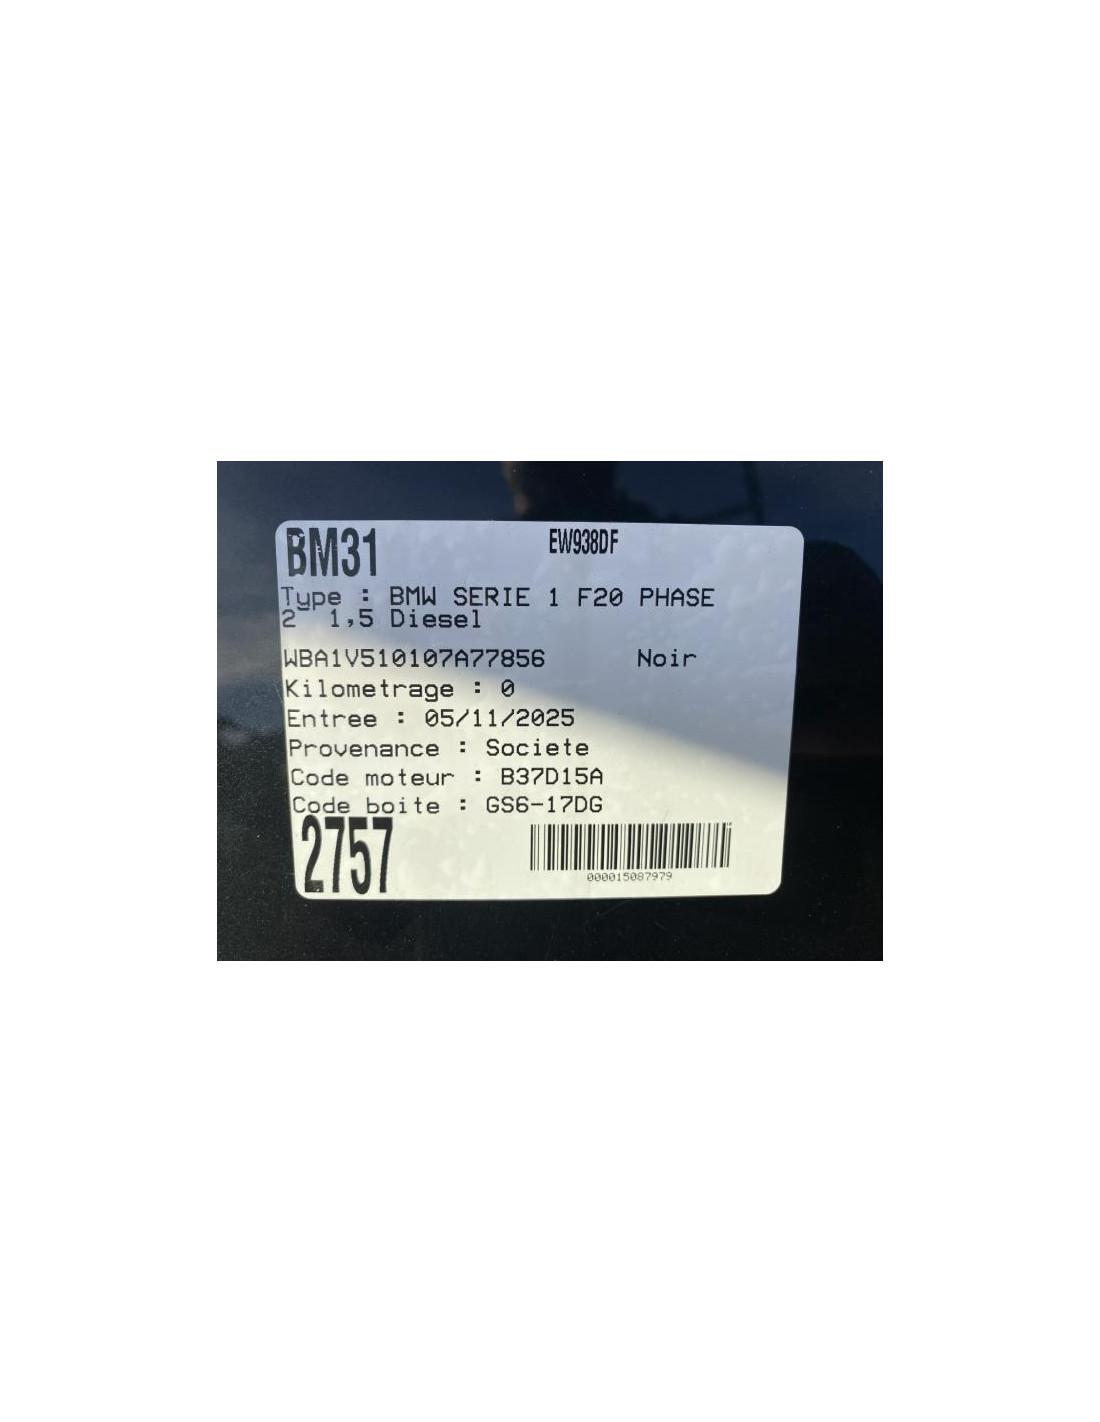 BM31 EW938DF
Type : BMW SERIE 1 F20 PHASE
2 1,5 Diesel
WBA1V510107A77856 Noir
Kilometrage : 0
Entree : 05/11/2025
Provenance : Societe
Code moteur : B37D15A
Code boite : GS6-17DG
2757
000015087979